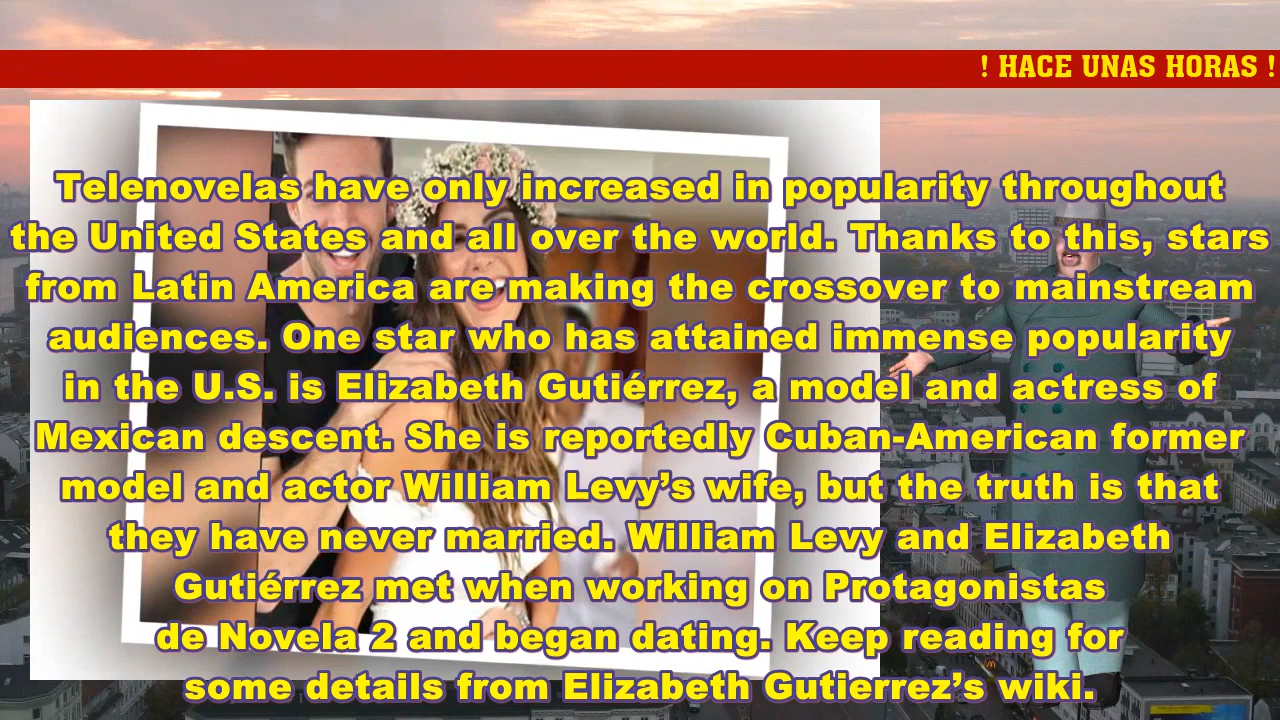 ! HACE UNAS HORAS !
Telenovelas have only increased in popularity throughout
the United States and all over the world. Thanks to this, stars
from Latin America are making the crossover to mainstream
audiences. One star who has attained immense popularity
in the U.S. is Elizabeth Gutiérrez, a model and actress of
Mexican descent. She is reportedly Cuban-American former
model and actor William Levy’s wife, but the truth is that
they have never married. William Levy and Elizabeth
Gutiérrez met when working on Protagonistas
de Novela 2 and began dating. Keep reading for
some details from Elizabeth Gutierrez’s wiki.